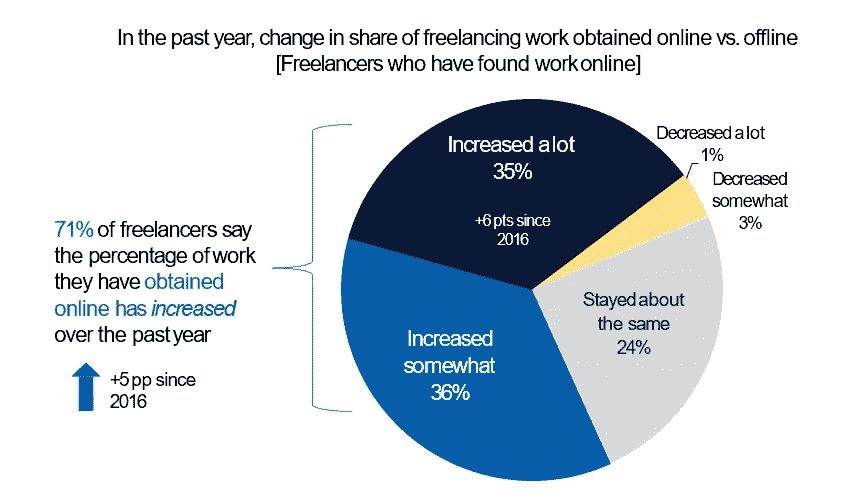 In the past year, change in share of freelancing work obtained online vs. offline
[Freelancers who have found work online]
Increased a lot
35%
+6 pts since
2016
Decreased a lot
1%
Decreased
somewhat
3%
Stayed about
the same
24%
Increased
somewhat
36%
71% of freelancers say
the percentage of work
they have obtained
online has increased
over the past year
+5 pp since
2016